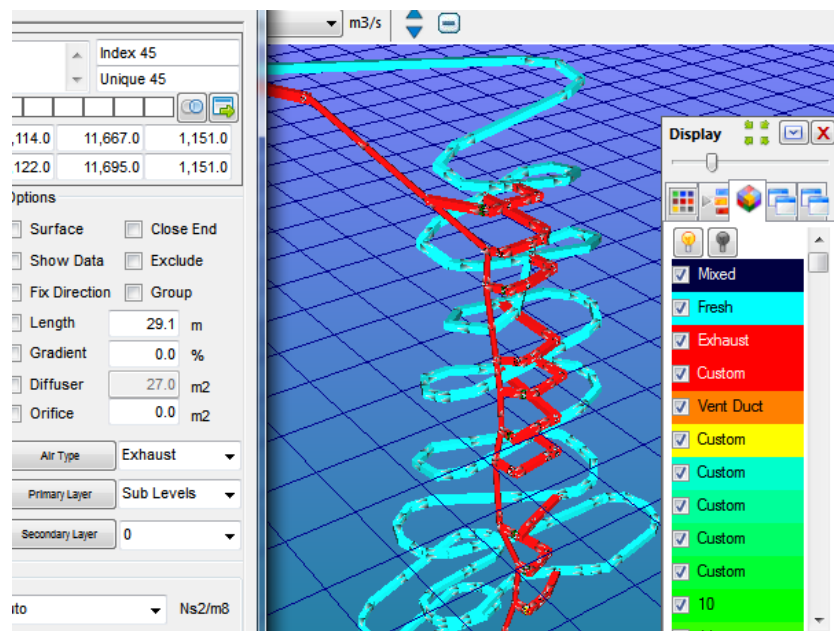 m3/s
Index 45
Unique 45
,114.0 11,667.0 1,151.0
,122.0 11,695.0 1,151.0
Options
Surface Close End
Show Data Exclude
Fix Direction Group
Length 29.1 m
Gradient 0.0 %
Diffuser 27.0 m2
Orifice 0.0 m2
Air Type Exhaust
Primary Layer Sub Levels
Secondary Layer 0
uto Ns2/m8
Display
Mixed
Fresh
Exhaust
Custom
Vent Duct
Custom
Custom
Custom
Custom
Custom
10